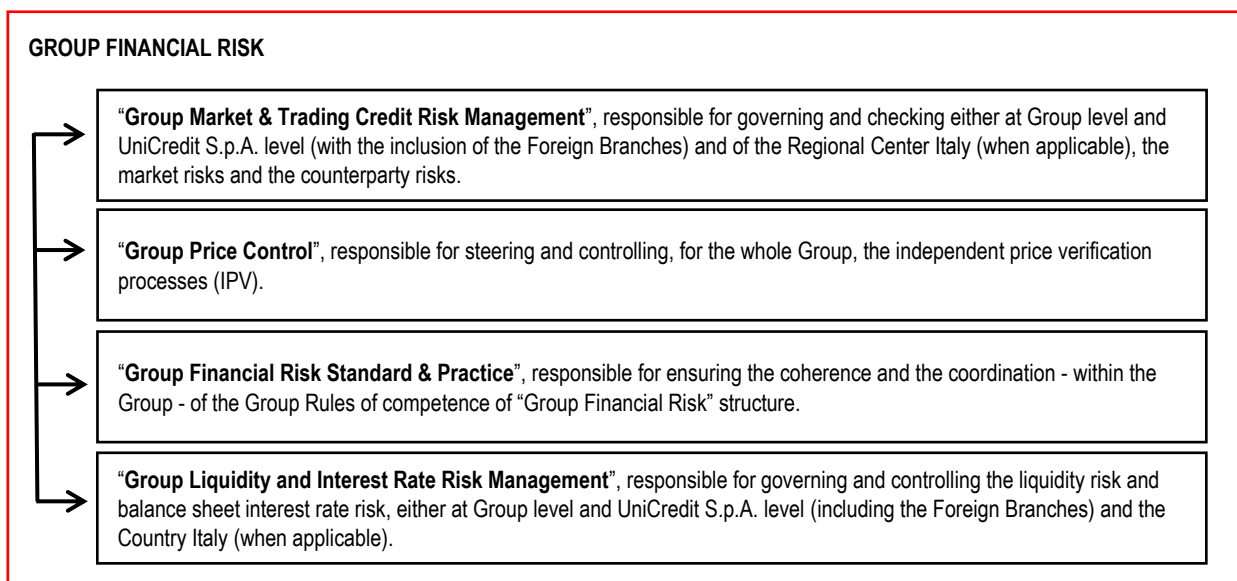 GROUP FINANCIAL RISK
“Group Market & Trading Credit Risk Management”, responsible for governing and checking either at Group level and
UniCredit S.p.A. level (with the inclusion of the Foreign Branches) and of the Regional Center Italy (when applicable), the
market risks and the counterparty risks.
“Group Price Control”, responsible for steering and controlling, for the whole Group, the independent price verification
processes (IPV).
“Group Financial Risk Standard & Practice”, responsible for ensuring the coherence and the coordination - within the
Group - of the Group Rules of competence of “Group Financial Risk” structure.
“Group Liquidity and Interest Rate Risk Management”, responsible for governing and controlling the liquidity risk and
balance sheet interest rate risk, either at Group level and UniCredit S.p.A. level (including the Foreign Branches) and the
Country Italy (when applicable).